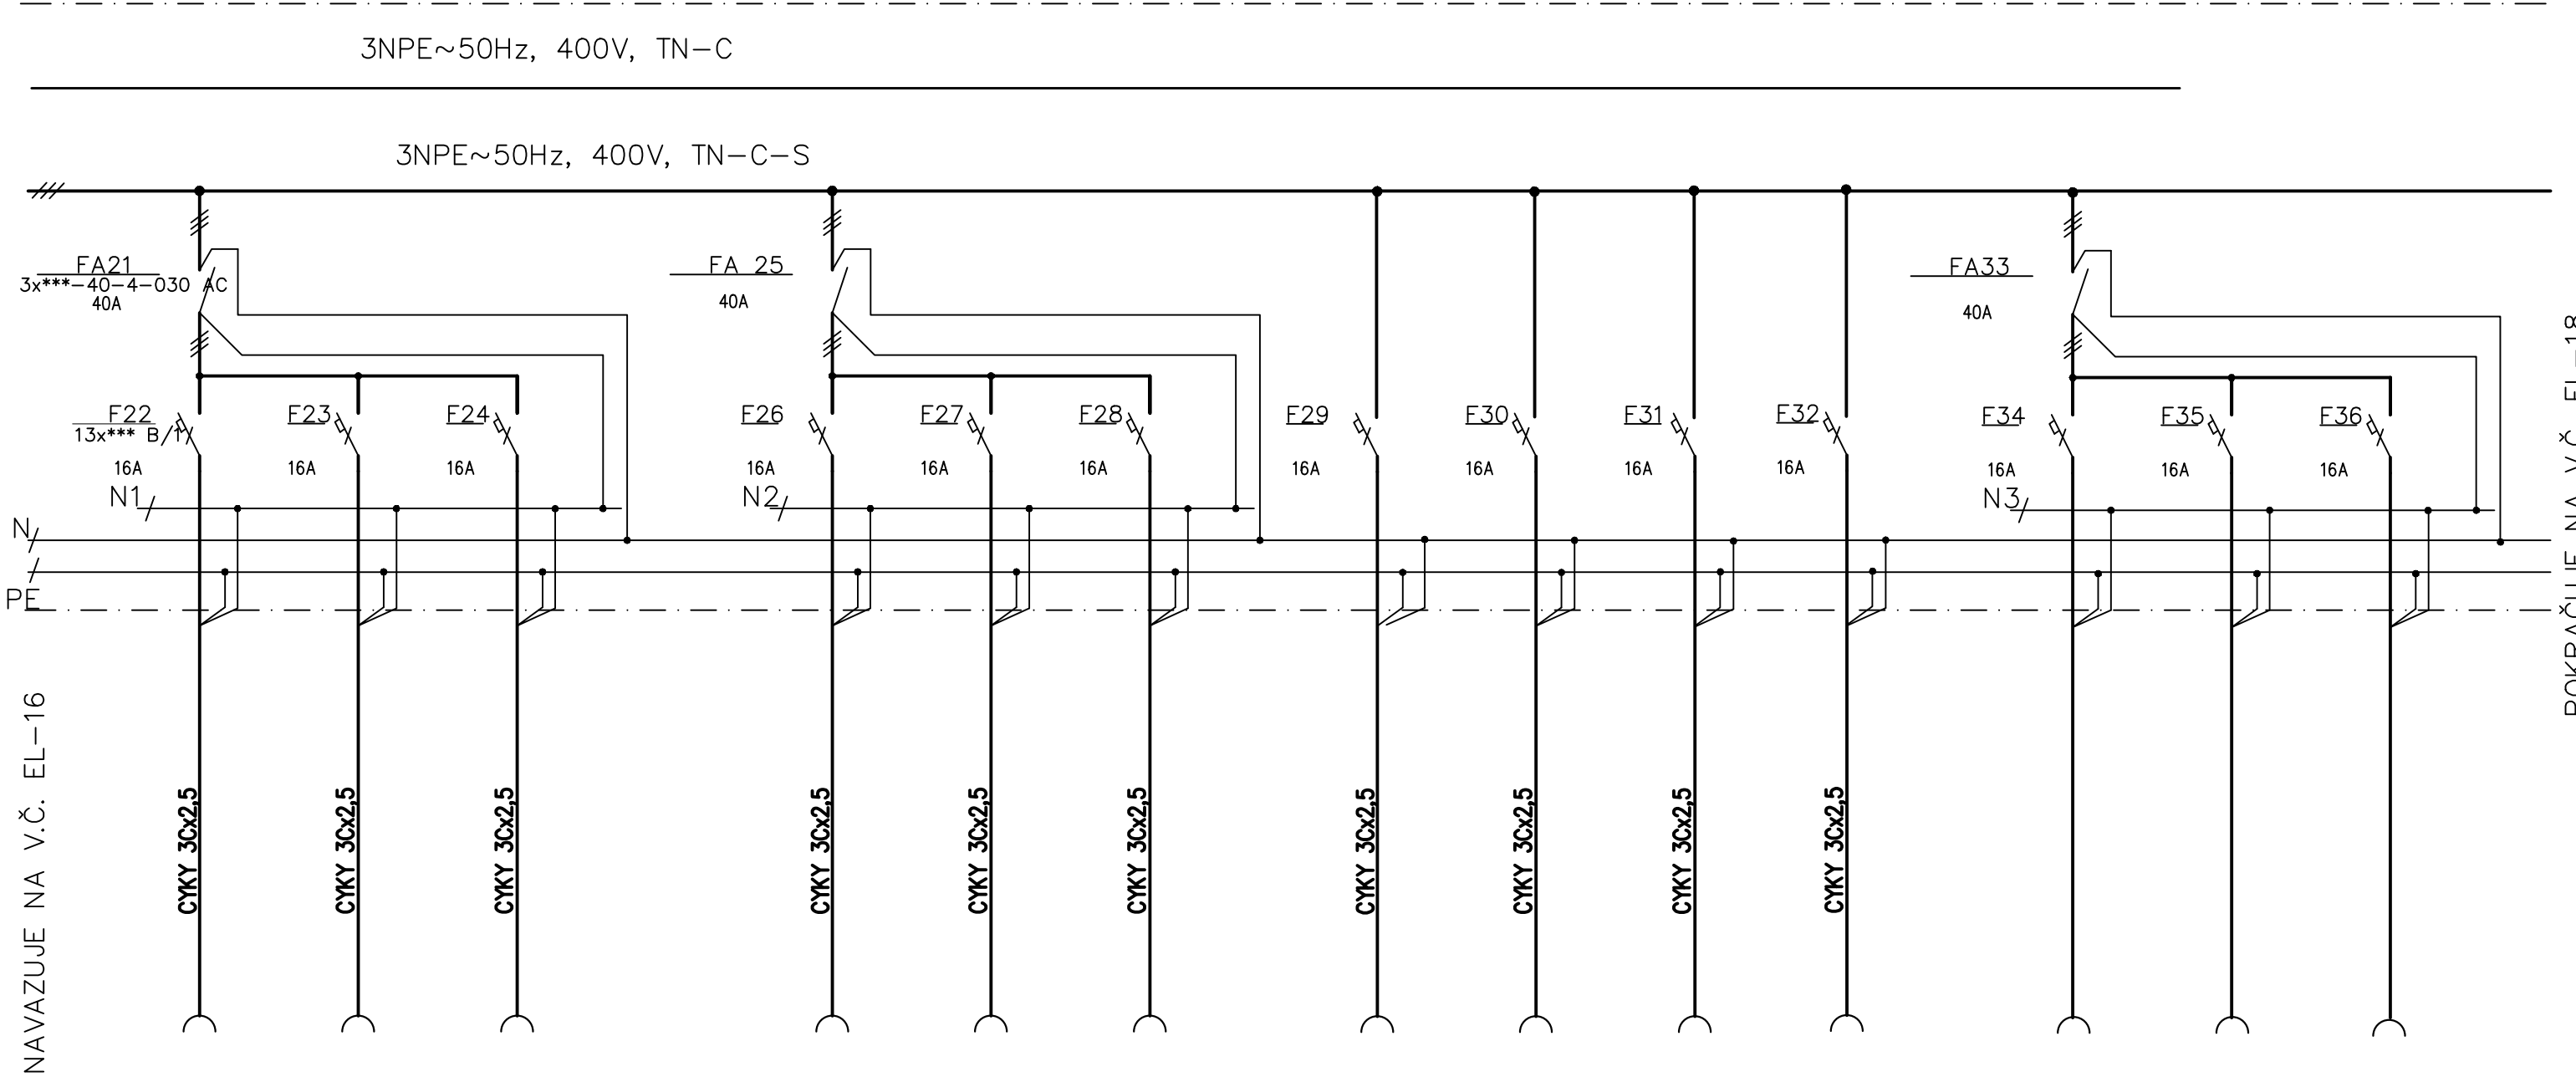 3NPE~50Hz, 400V, TN-C
3NPE~50Hz, 400V, TN-C-S
FA21
3x***-40-4-030 AC
40A
FA 25
40A
FA33
40A
F22
13x*** B/1
16A
F23
16A
F24
16A
F26
16A
F27
16A
F28
16A
F29
16A
F30
16A
F31
16A
F32
16A
F34
16A
F35
16A
F36
16A
N1
N2
N3
N
PE
CYKY 3Cx2,5
CYKY 3Cx2,5
CYKY 3Cx2,5
CYKY 3Cx2,5
CYKY 3Cx2,5
CYKY 3Cx2,5
CYKY 3Cx2,5
CYKY 3Cx2,5
CYKY 3Cx2,5
CYKY 3Cx2,5
NAVAZUJE NA V.Č. EL-16
POKRAČUJE NA V.Č. EL-18